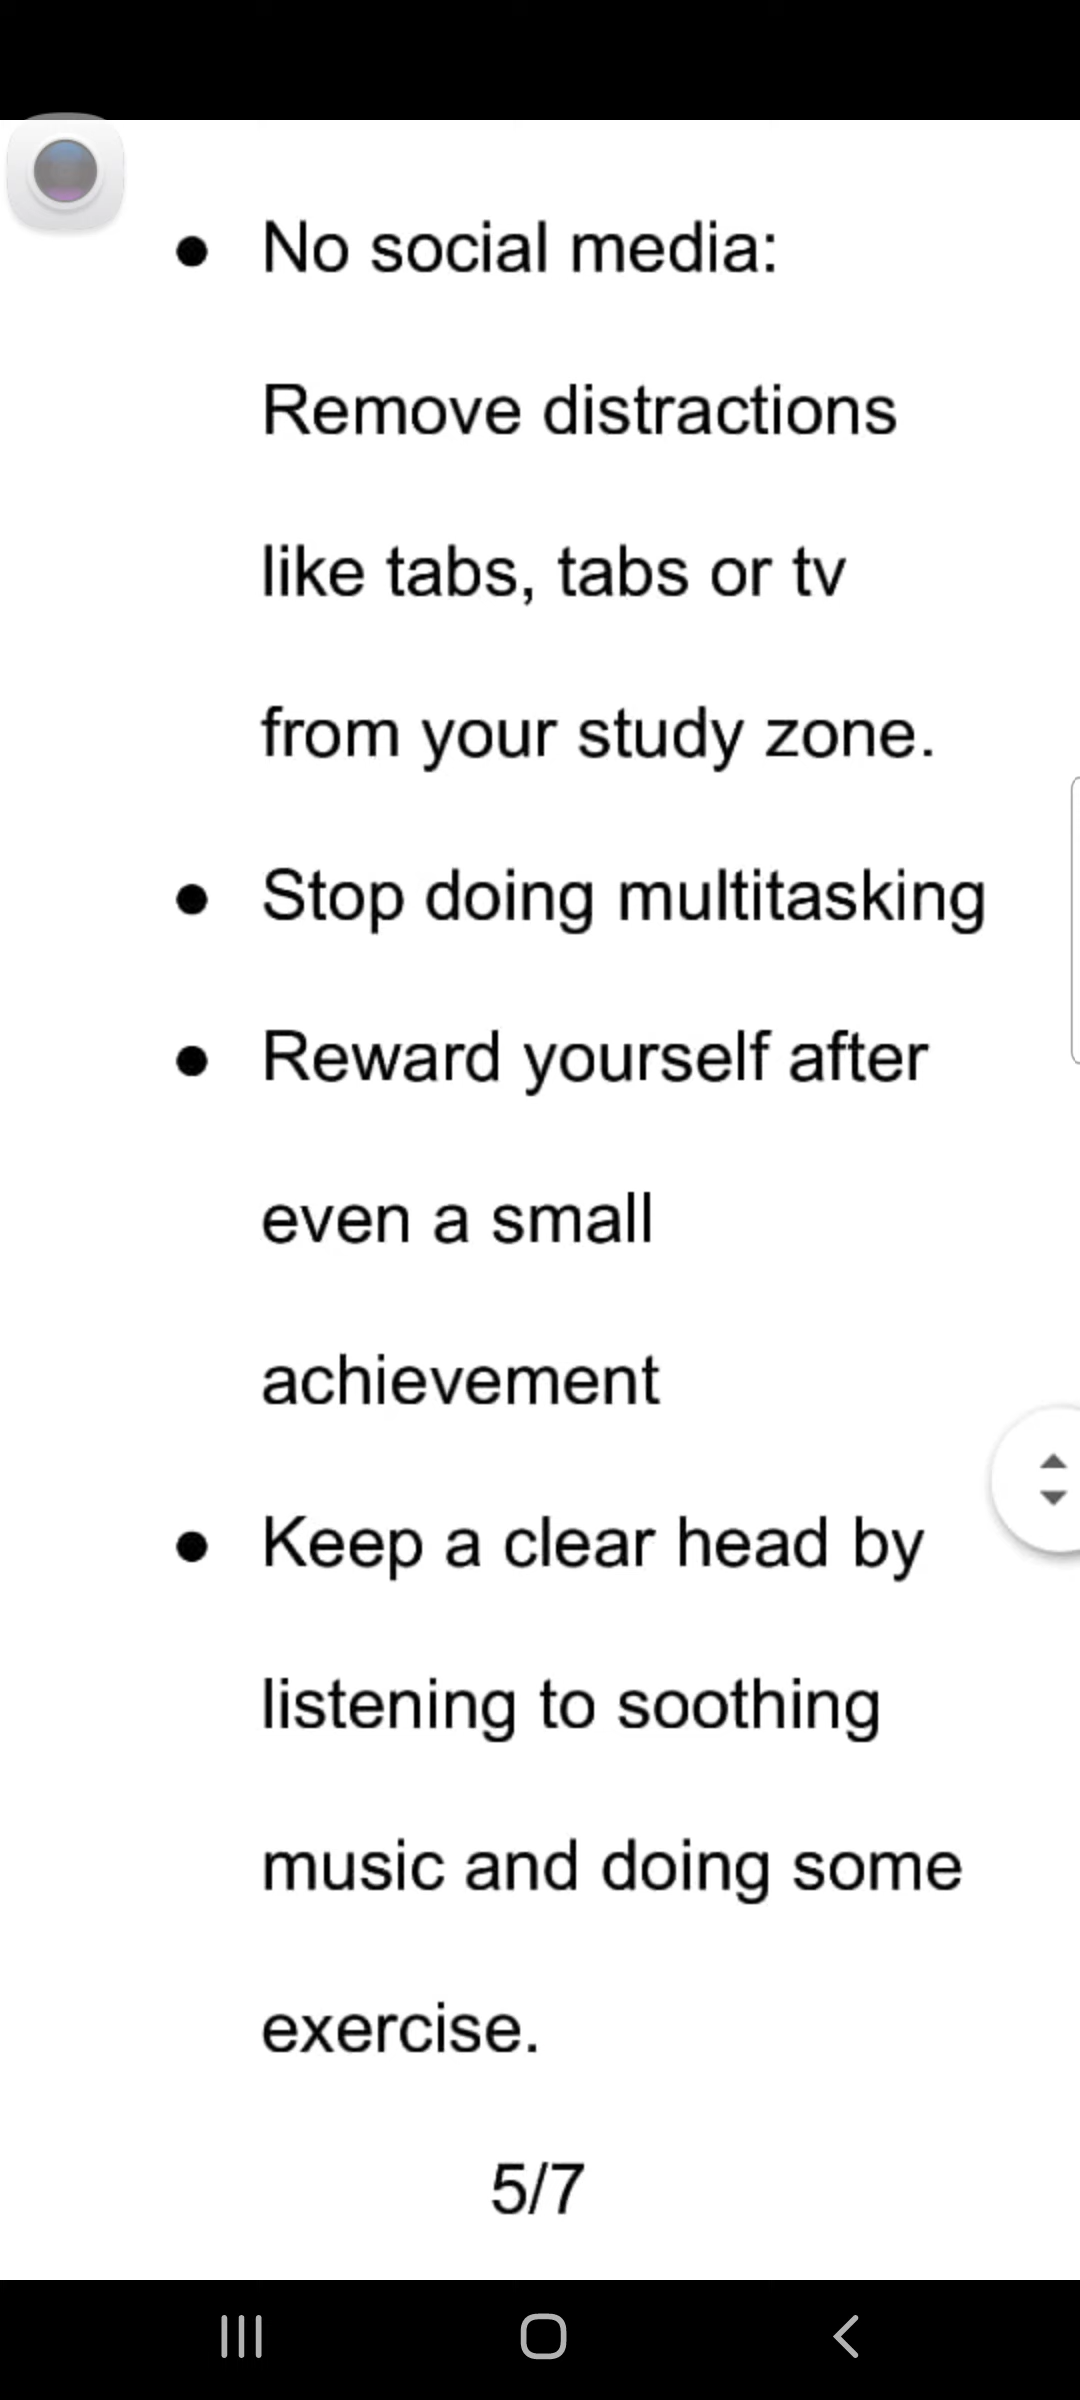 ● No social media:
Remove distractions
like tabs, tabs or tv
from your study zone.
● Stop doing multitasking
● Reward yourself after
even a small
achievement
● Keep a clear head by
listening to soothing
music and doing some
exercise.
5/7